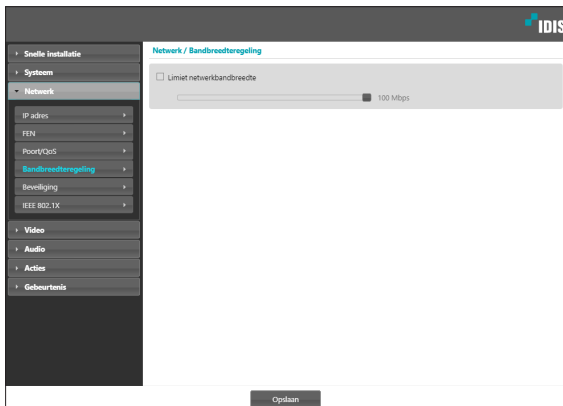 IDIS
Snelle installatie
Systeem
Netwerk
IP adres
FEN
Poort/QoS
Bandbreedteregeling
Beveiliging
IEEE 802.1X
Video
Audio
Acties
Gebeurtenis
Netwerk / Bandbreedteregeling
Limiet netwerkbandbreedte
100 Mbps
Opslaan